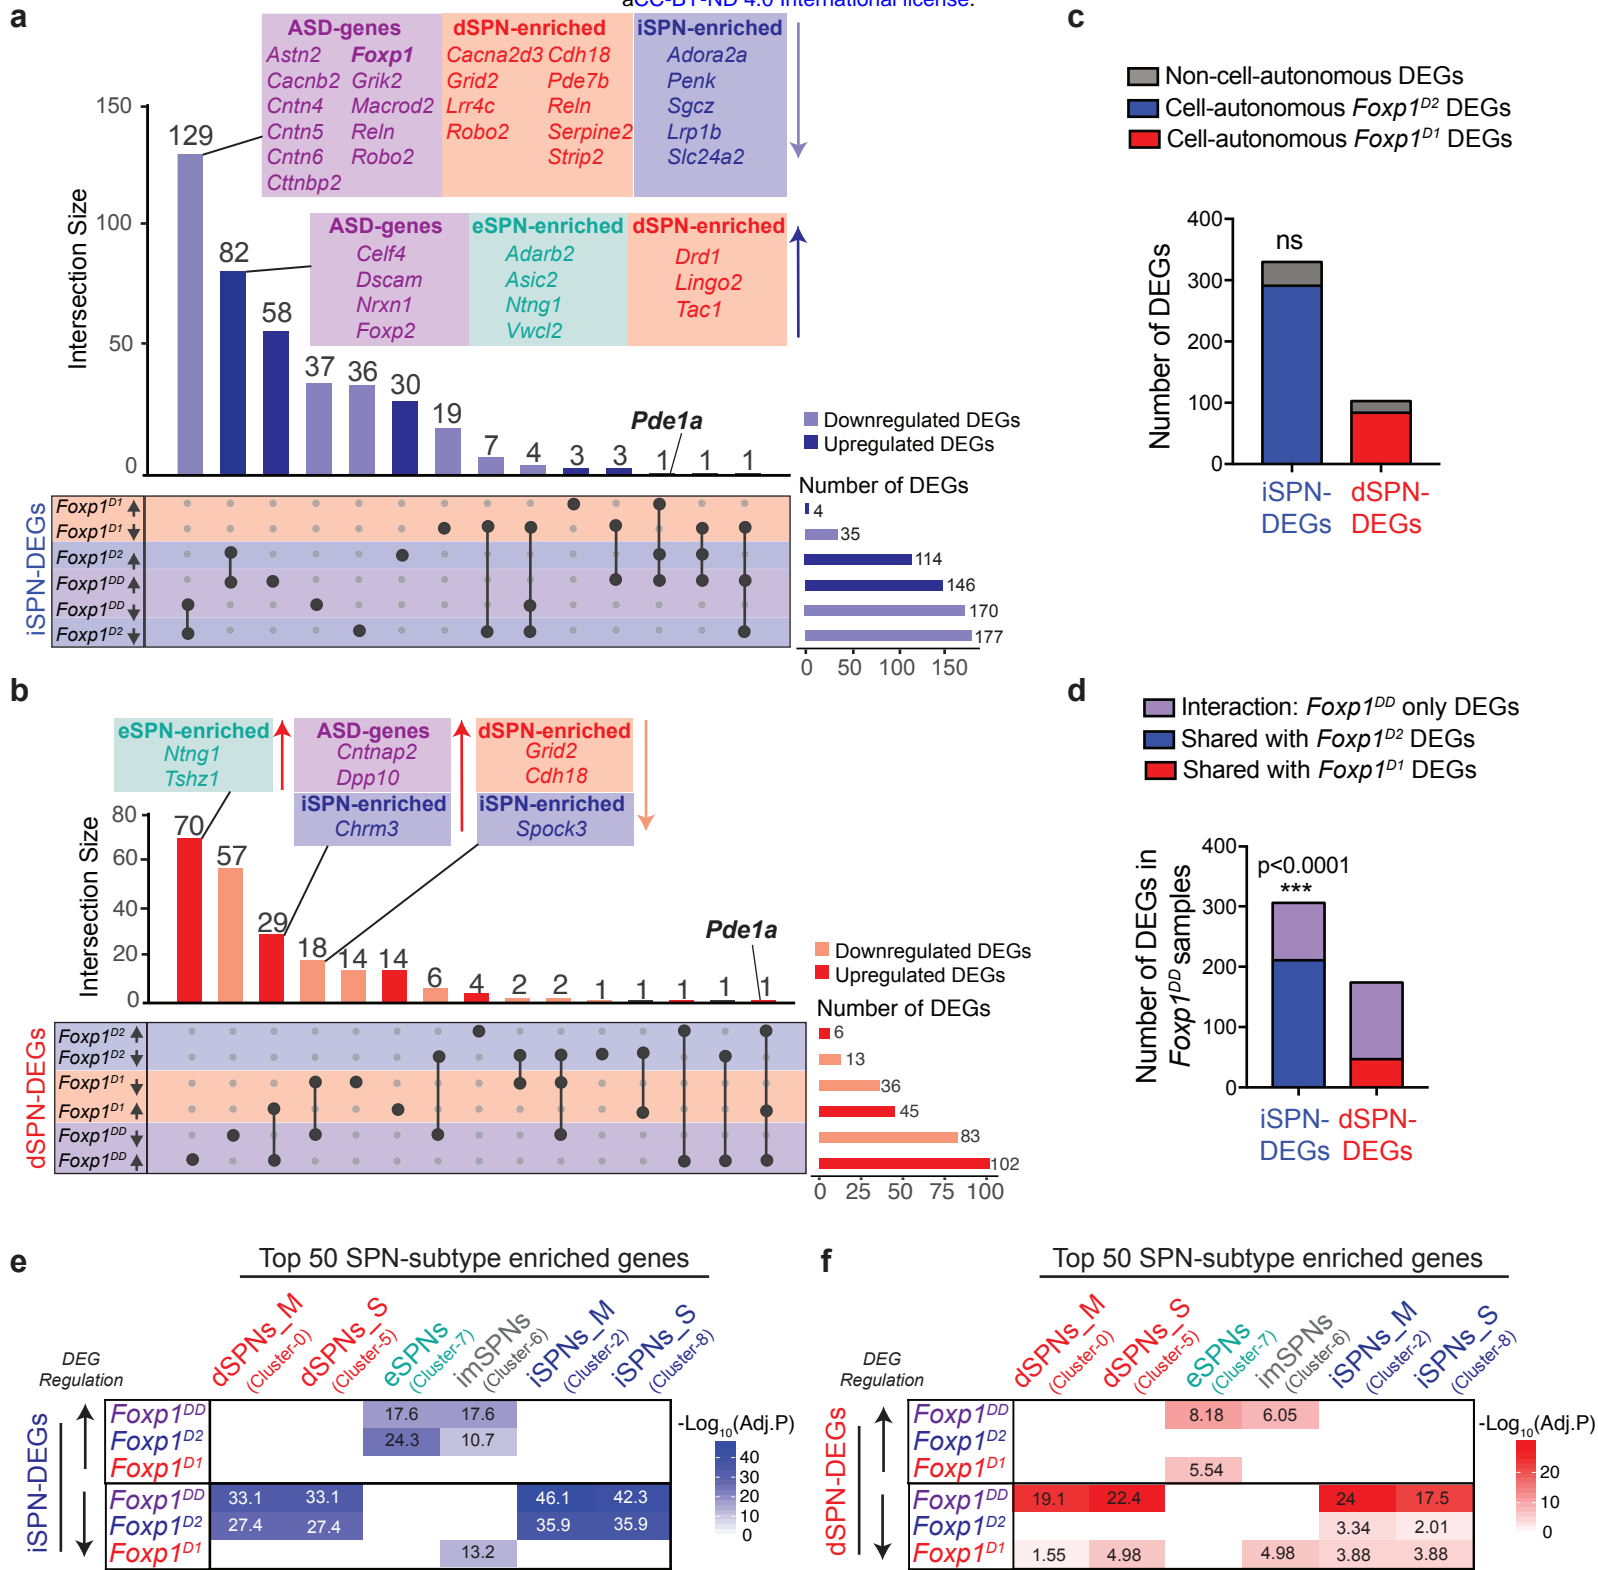 aCC-BY-ND 4.0 International license.
a
ASD-genes dSPN-enriched iSPN-enriched
Astn2 Foxp1 Cacna2d3 Cdh18 Adora2a
Cacnb2 Grik2 Grid2 Pde7b Penk
Cntn4 Macrod2 Lrr4c Reln Sgcz
Cntn5 Reln Robo2 Serpine2 Lrp1b
Cntn6 Robo2 Strip2 Slc24a2
Cttnbp2
ASD-genes eSPN-enriched dSPN-enriched
Celf4 Adarb2 Drd1
Dscam Asic2 Lingo2
Nrxn1 Ntng1 Tac1
Foxp2 Vwcl2
Intersection Size
150
100
50
0
129 82 58 37 36 30 19 7 4 3 3 1 1 1
Pde1a
Downregulated DEGs
Upregulated DEGs
Number of DEGs
iSPN-DEGs
Foxp1D1 4
Foxp1D1 35
Foxp1D2 114
Foxp1DD 146
Foxp1DD 170
Foxp1D2 177
0 50 100 150
b
eSPN-enriched ASD-genes dSPN-enriched
Ntng1 Cntnap2 Grid2
Tshz1 Dpp10 Cdh18
iSPN-enriched iSPN-enriched
Chrm3 Spock3
Intersection Size
80
60
40
20
0
70 57 29 18 14 14 6 4 2 2 1 1 1 1 1
Pde1a
Downregulated DEGs
Upregulated DEGs
Number of DEGs
dSPN-DEGs
Foxp1D2 6
Foxp1D2 13
Foxp1D1 36
Foxp1D1 45
Foxp1DD 83
Foxp1DD 102
0 25 50 75 100
c
Non-cell-autonomous DEGs
Cell-autonomous Foxp1D2 DEGs
Cell-autonomous Foxp1D1 DEGs
Number of DEGs
400
300
200
100
0
ns
iSPN- dSPN-
DEGs DEGs
d
Interaction: Foxp1DD only DEGs
Shared with Foxp1D2 DEGs
Shared with Foxp1D1 DEGs
Number of DEGs in
Foxp1DD samples
400
300
200
100
0
p<0.0001
***
iSPN- dSPN-
DEGs DEGs
e
Top 50 SPN-subtype enriched genes
dSPNs_M
(Cluster-0)
dSPNs_S
(Cluster-5)
eSPNs
(Cluster-7)
imSPNs
(Cluster-6)
iSPNs_M
(Cluster-2)
iSPNs_S
(Cluster-8)
DEG
Regulation
iSPN-DEGs
Foxp1DD 17.6 17.6
Foxp1D2 24.3 10.7
Foxp1D1
Foxp1DD 33.1 33.1 46.1 42.3
Foxp1D2 27.4 27.4 35.9 35.9
Foxp1D1 13.2
-Log10(Adj.P)
40
30
20
10
0
f
Top 50 SPN-subtype enriched genes
dSPNs_M
(Cluster-0)
dSPNs_S
(Cluster-5)
eSPNs
(Cluster-7)
imSPNs
(Cluster-6)
iSPNs_M
(Cluster-2)
iSPNs_S
(Cluster-8)
DEG
Regulation
dSPN-DEGs
Foxp1DD 8.18 6.05
Foxp1D2
Foxp1D1 5.54
Foxp1DD 19.1 22.4 24 17.5
Foxp1D2 3.34 2.01
Foxp1D1 1.55 4.98 4.98 3.88 3.88
-Log10(Adj.P)
20
10
0